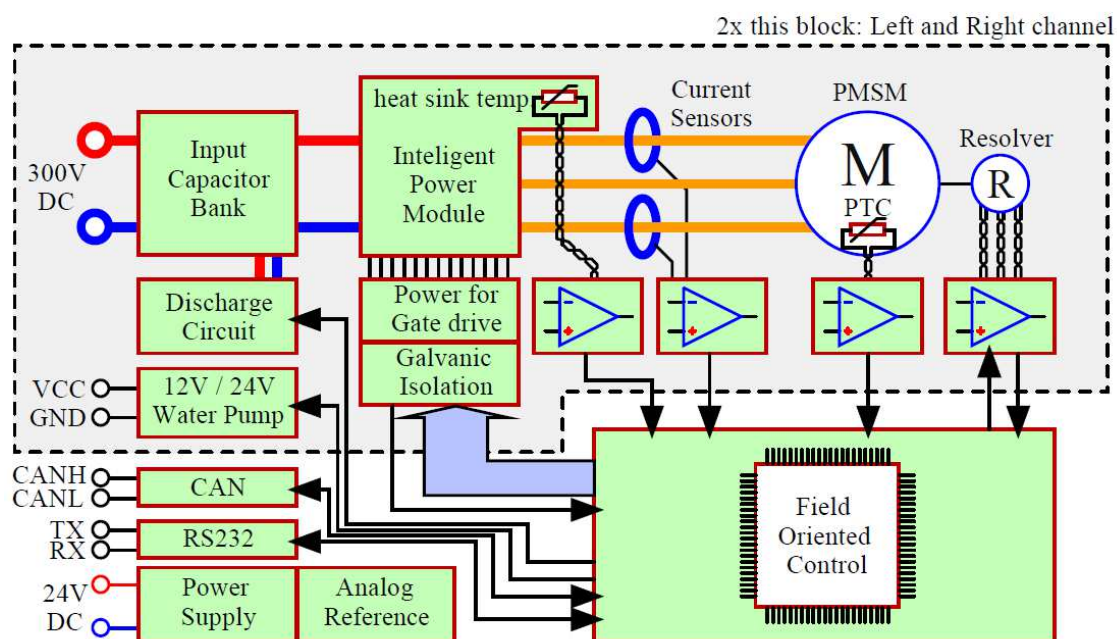 2x this block: Left and Right channel
heat sink temp
Current
Sensors
PMSM
Resolver
300V
DC
Input
Capacitor
Bank
Inteligent
Power
Module
M
PTC
R
Discharge
Circuit
Power for
Gate drive
Galvanic
Isolation
VCC
GND
12V / 24V
Water Pump
CANH
CANL
CAN
TX
RX
RS232
24V
DC
Power
Supply
Analog
Reference
Field
Oriented
Control